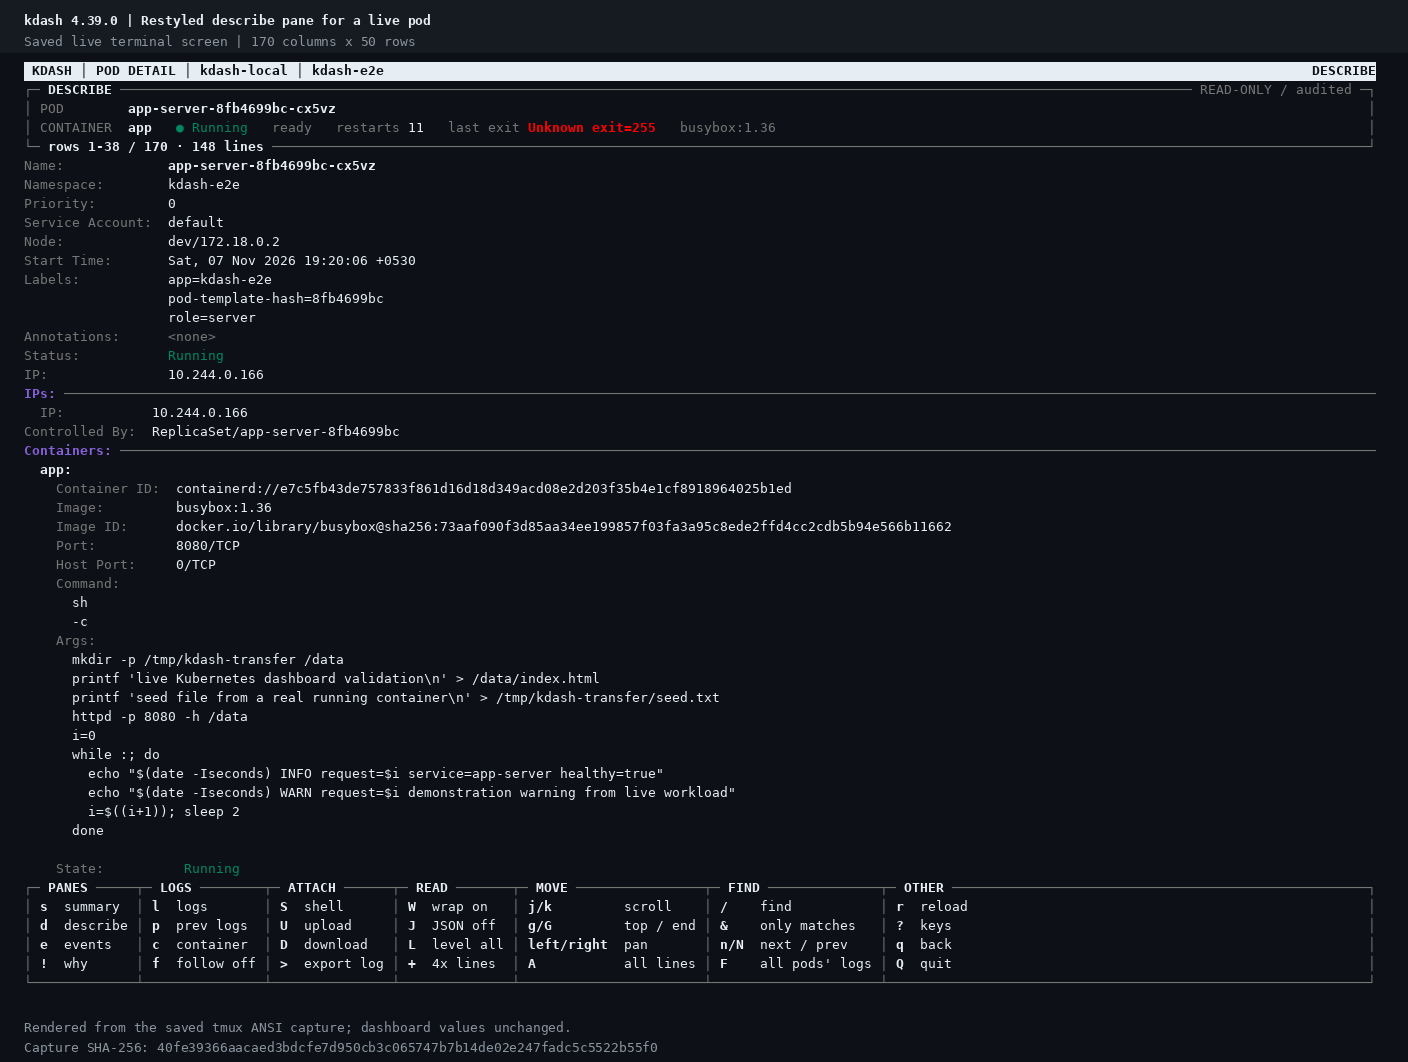 kdash 4.39.0 | Restyled describe pane for a live pod
Saved live terminal screen | 170 columns x 50 rows
KDASH │ POD DETAIL │ kdash-local │ kdash-e2e DESCRIBE
DESCRIBE READ-ONLY / audited
POD app-server-8fb4699bc-cx5vz
CONTAINER app ● Running ready restarts 11 last exit Unknown exit=255 busybox:1.36
rows 1-38 / 170 · 148 lines
Name: app-server-8fb4699bc-cx5vz
Namespace: kdash-e2e
Priority: 0
Service Account: default
Node: dev/172.18.0.2
Start Time: Sat, 07 Nov 2026 19:20:06 +0530
Labels: app=kdash-e2e
pod-template-hash=8fb4699bc
role=server
Annotations: <none>
Status: Running
IP: 10.244.0.166
IPs:
IP: 10.244.0.166
Controlled By: ReplicaSet/app-server-8fb4699bc
Containers:
app:
Container ID: containerd://e7c5fb43de757833f861d16d18d349acd08e2d203f35b4e1cf8918964025b1ed
Image: busybox:1.36
Image ID: docker.io/library/busybox@sha256:73aaf090f3d85aa34ee199857f03fa3a95c8ede2ffd4cc2cdb5b94e566b11662
Port: 8080/TCP
Host Port: 0/TCP
Command:
sh
-c
Args:
mkdir -p /tmp/kdash-transfer /data
printf 'live Kubernetes dashboard validation\n' > /data/index.html
printf 'seed file from a real running container\n' > /tmp/kdash-transfer/seed.txt
httpd -p 8080 -h /data
i=0
while :; do
echo "$(date -Iseconds) INFO request=$i service=app-server healthy=true"
echo "$(date -Iseconds) WARN request=$i demonstration warning from live workload"
i=$((i+1)); sleep 2
done
State: Running
PANES LOGS ATTACH READ MOVE FIND OTHER
s summary │ l logs │ S shell │ W wrap on │ j/k scroll │ / find │ r reload
d describe │ p prev logs │ U upload │ J JSON off │ g/G top / end │ & only matches │ ? keys
e events │ c container │ D download │ L level all │ left/right pan │ n/N next / prev │ q back
! why │ f follow off │ > export log │ + 4x lines │ A all lines │ F all pods' logs │ Q quit
Rendered from the saved tmux ANSI capture; dashboard values unchanged.
Capture SHA-256: 40fe39366aacaed3bdcfe7d950cb3c065747b7b14de02e247fadc5c5522b55f0